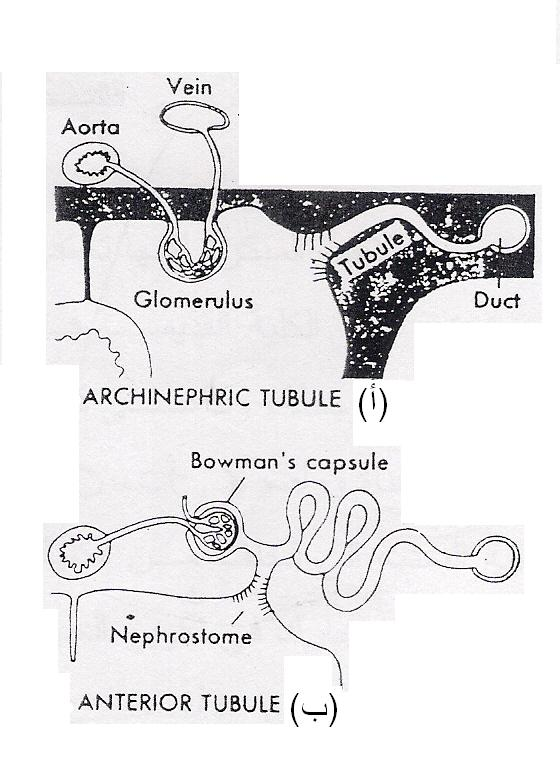 Vein
Aorta
Tubule
Glomerulus
Duct
ARCHINEPHRIC TUBULE (أ)
Bowman's capsule
Nephrostome
ANTERIOR TUBULE (ب)